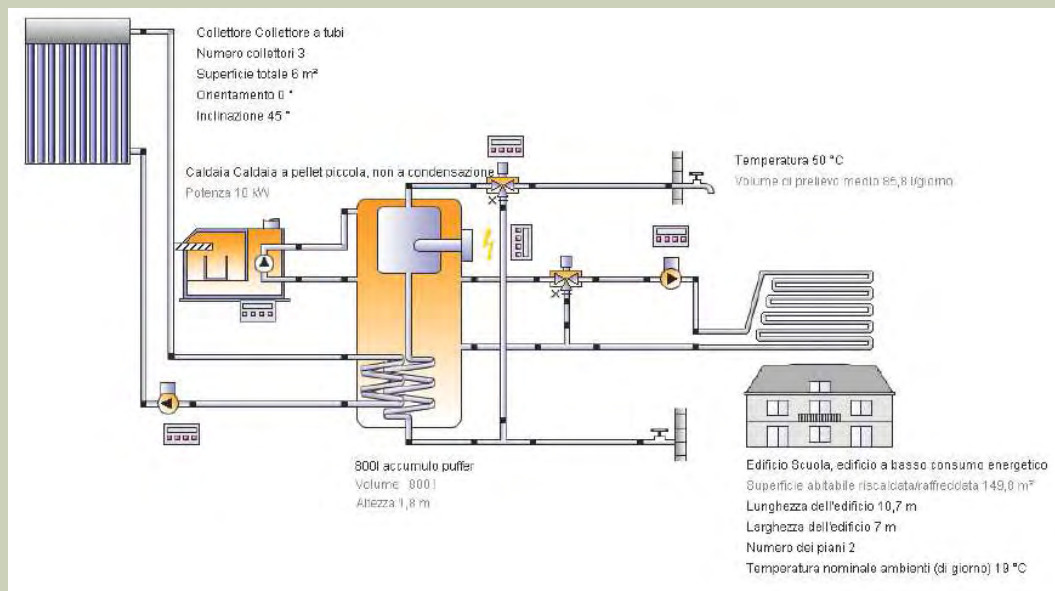 Collettore Collettore a tubi
Numero collettori 3
Superficie totale 6 m²
Orientamento 0 °
Inclinazione 45 °
Caldaia Caldaia a pellet piccola, non a condensazione
Potenza 10 kW
Temperatura 50 °C
Volume di prelievo medio 85,8 l/giorno
800l accumulo puffer
Volume 800 l
Altezza 1,8 m
Edificio Scuola, edificio a basso consumo energetico
Superficie abitabile riscaldata/raffreddata 149,8 m²
Lunghezza dell'edificio 10,7 m
Larghezza dell'edificio 7 m
Numero dei piani 2
Temperatura nominale ambienti (di giorno) 19 °C